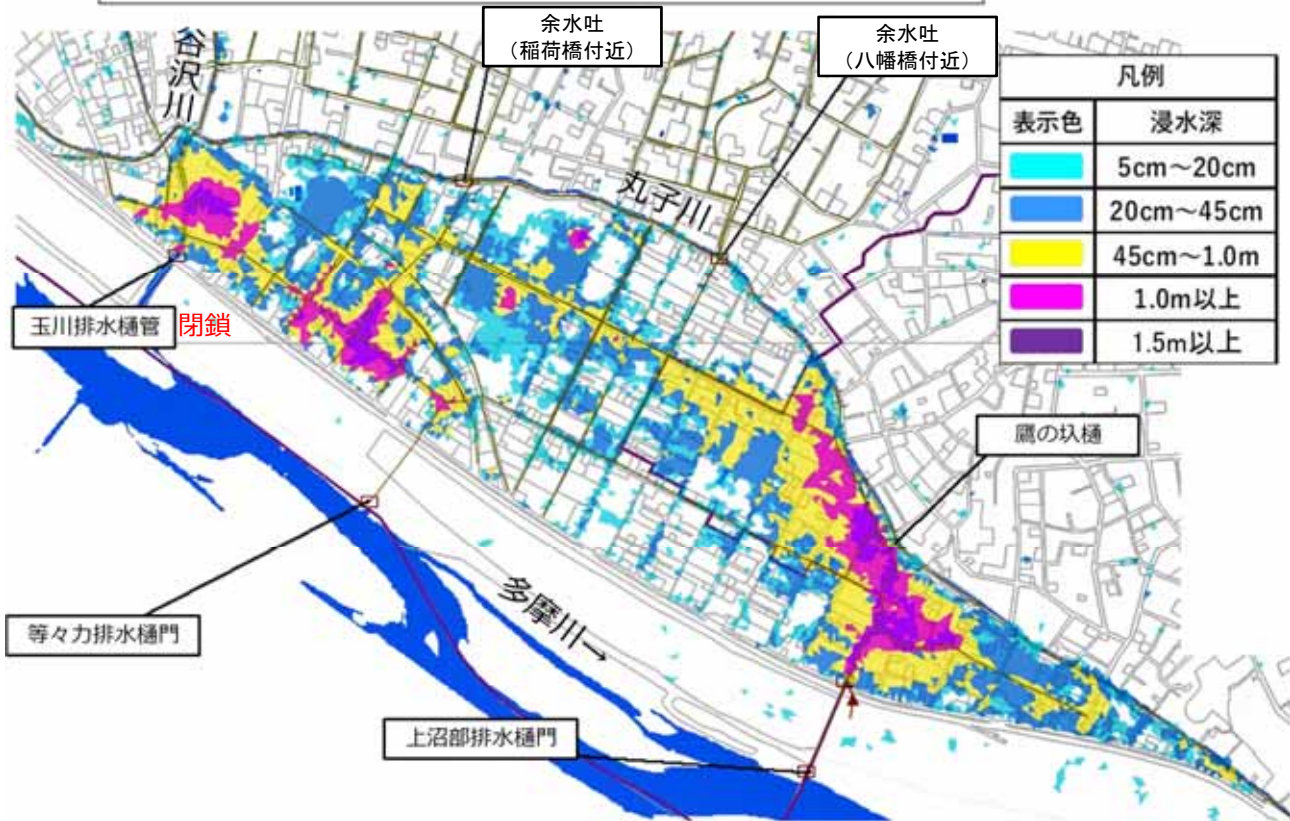 余水吐
（稲荷橋付近）
余水吐
（八幡橋付近）
谷沢川
丸子川
凡例
表示色 浸水深
5cm～20cm
20cm～45cm
45cm～1.0m
1.0m以上
1.5m以上
玉川排水樋管 閉鎖
鷹の圦樋
多摩川→
等々力排水樋門
上沼部排水樋門